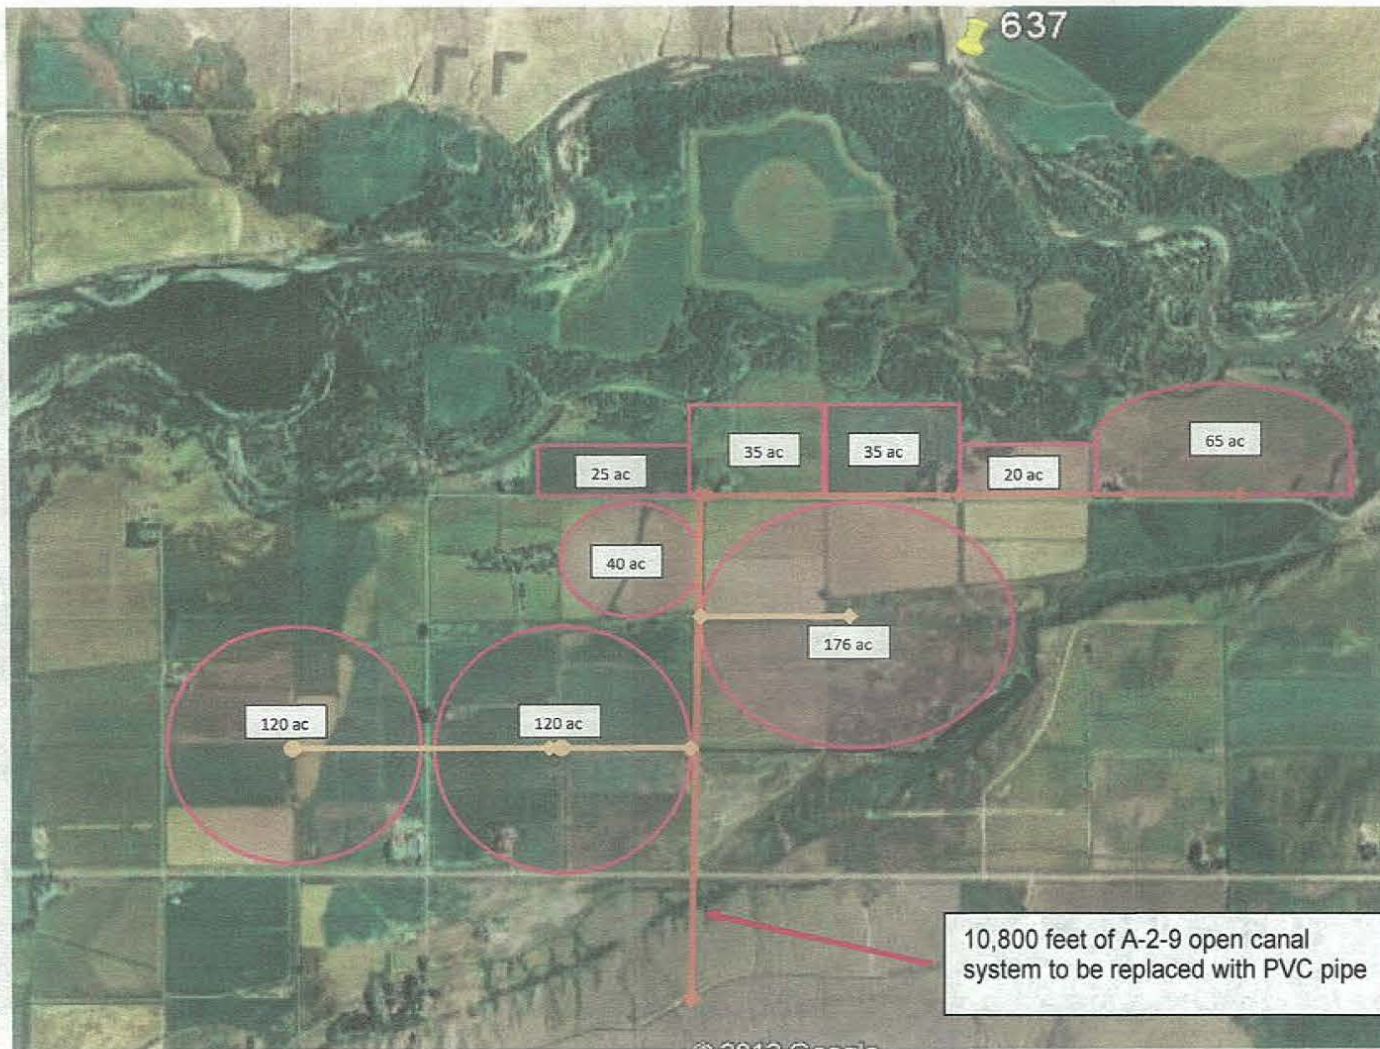 637
65 ac
35 ac
35 ac
25 ac
20 ac
40 ac
176 ac
120 ac
120 ac
10,800 feet of A-2-9 open canal
system to be replaced with PVC pipe